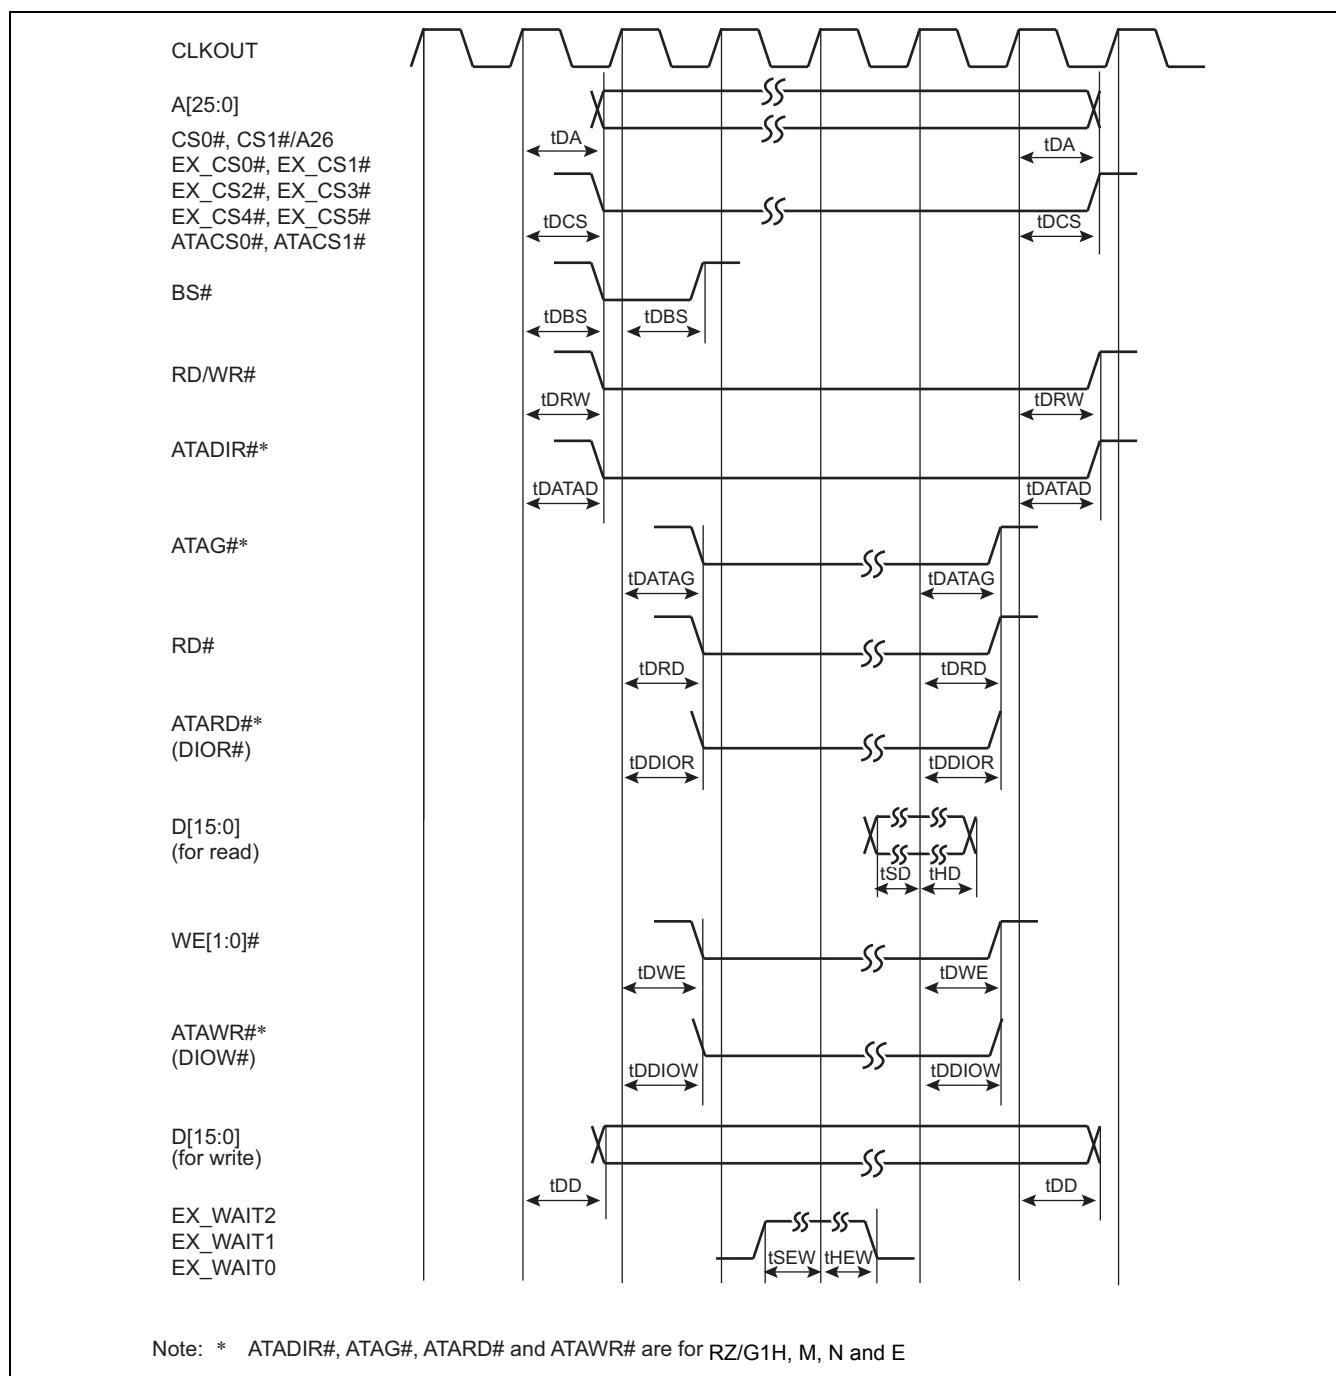 CLKOUT
A[25:0]
CS0#, CS1#/A26
tDA
tDA
EX_CS0#, EX_CS1#
EX_CS2#, EX_CS3#
EX_CS4#, EX_CS5#
tDCS
tDCS
ATACS0#, ATACS1#
BS#
tDBS
tDBS
RD/WR#
tDRW
tDRW
ATADIR#*
tDATAD
tDATAD
ATAG#*
tDATAG
tDATAG
RD#
tDRD
tDRD
ATARD#*
(DIOR#)
tDDIOR
tDDIOR
D[15:0]
(for read)
tSD
tHD
WE[1:0]#
tDWE
tDWE
ATAWR#*
(DIOW#)
tDDIOW
tDDIOW
D[15:0]
(for write)
tDD
tDD
EX_WAIT2
EX_WAIT1
EX_WAIT0
tSEW
tHEW
Note: * ATADIR#, ATAG#, ATARD# and ATAWR# are for RZ/G1H, M, N and E